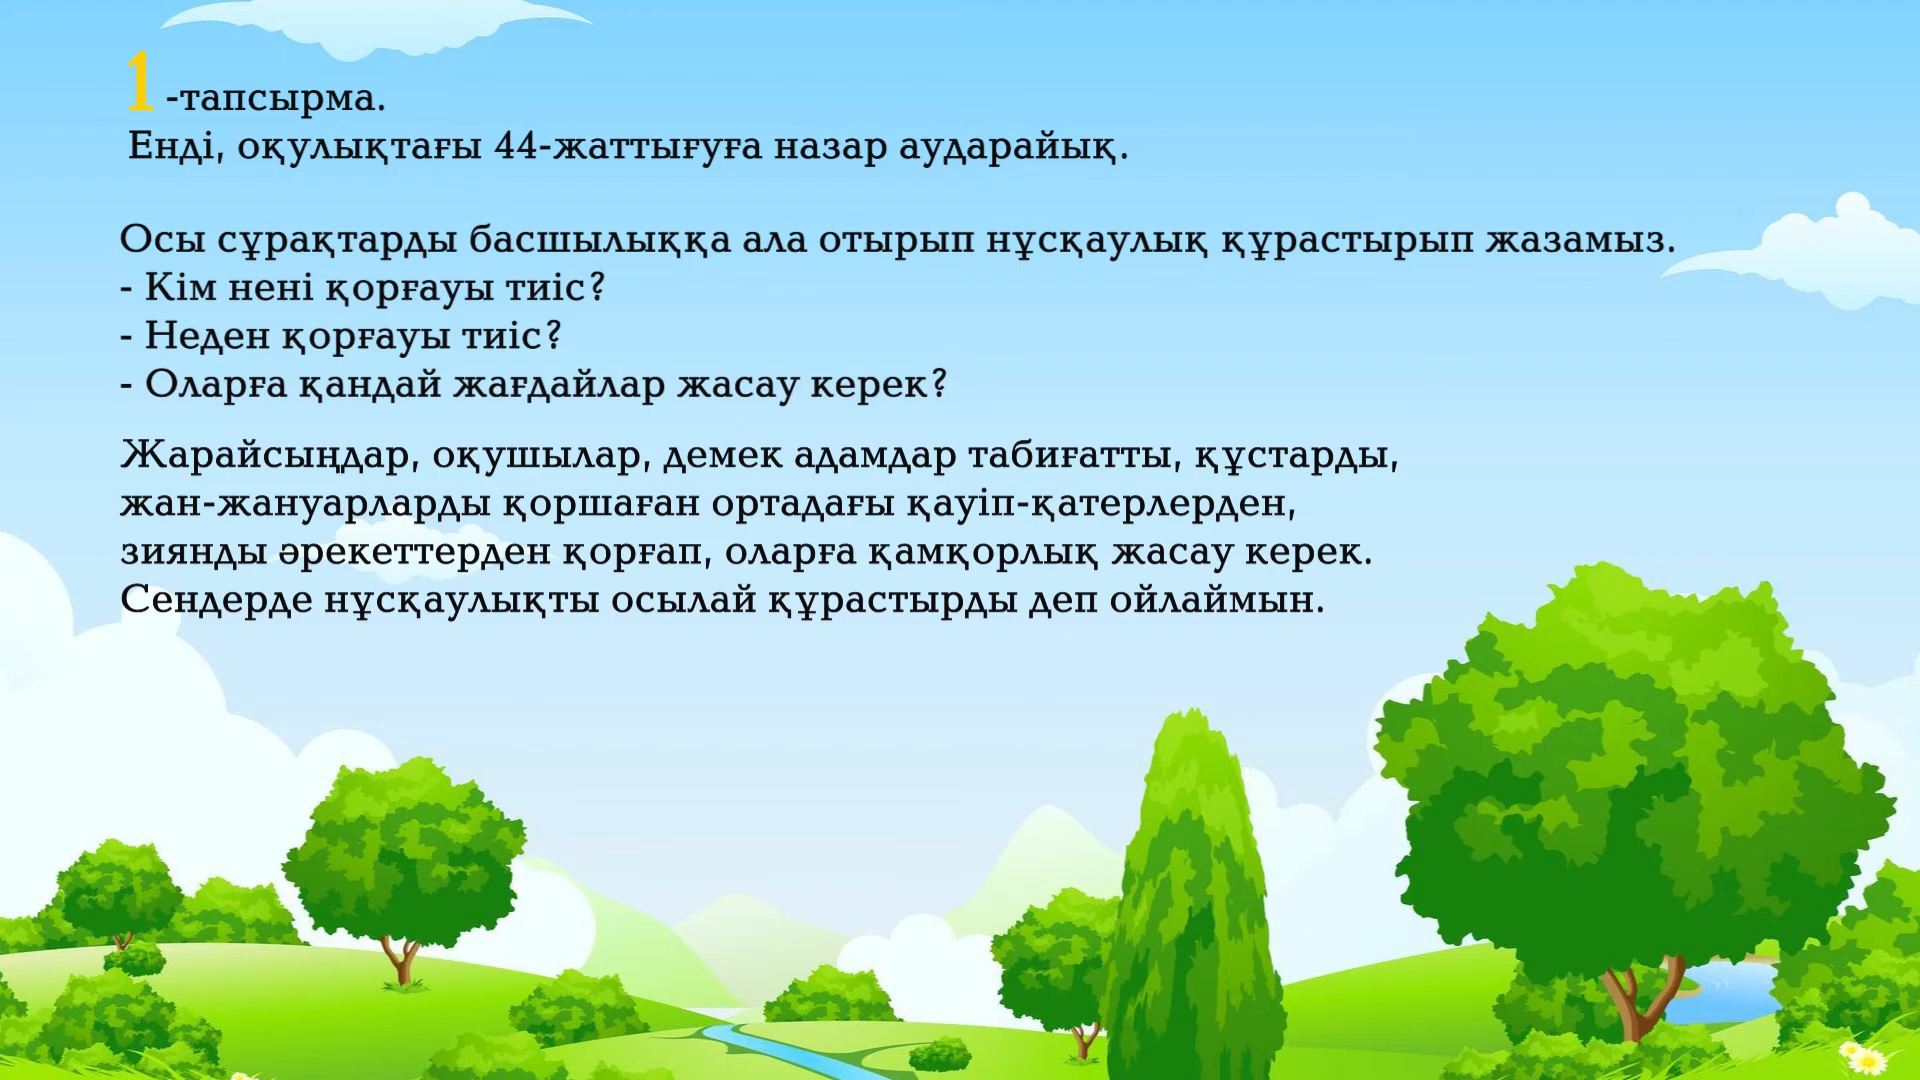 1 -тапсырма.
Енді, оқулықтағы 44-жаттығуға назар аударайық.
Осы сұрақтарды басшылыққа ала отырып нұсқаулық құрастырып жазамыз.
- Кім нені қорғауы тиіс?
- Неден қорғауы тиіс?
- Оларға қандай жағдайлар жасау керек?
Жарайсыңдар, оқушылар, демек адамдар табиғатты, құстарды,
жан-жануарларды қоршаған ортадағы қауіп-қатерлерден,
зиянды әрекеттерден қорғап, оларға қамқорлық жасау керек.
Сендерде нұсқаулықты осылай құрастырды деп ойлаймын.